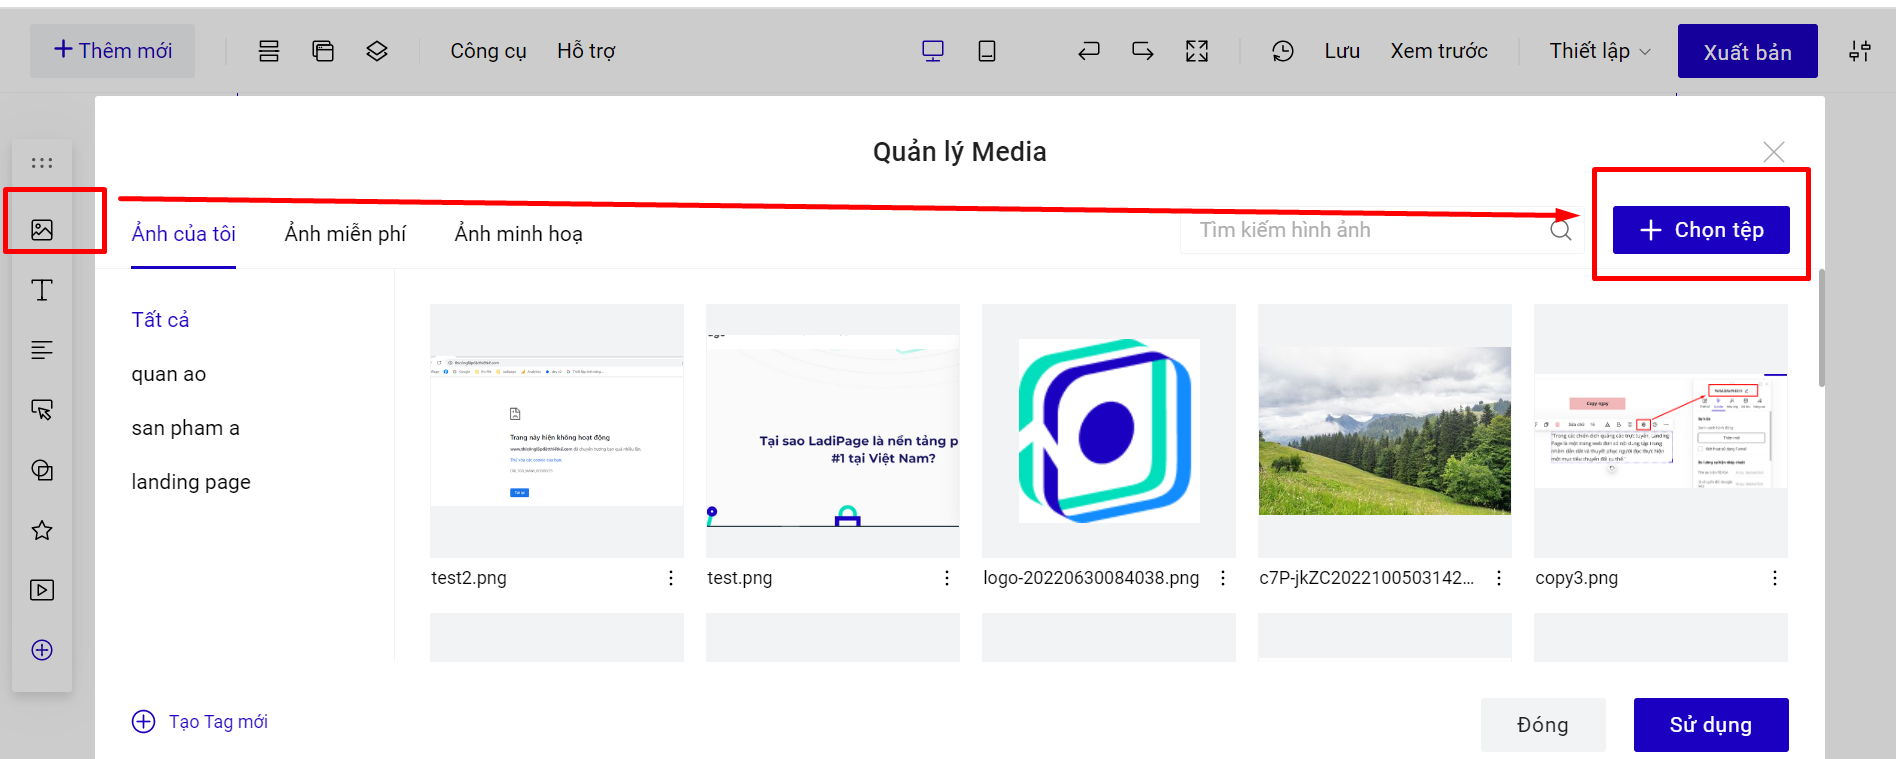 Thêm mới
Công cụ
Hỗ trợ
Lưu
Xem trước
Thiết lập
Xuất bản
Quản lý Media
Ảnh của tôi
Ảnh miễn phí
Ảnh minh hoạ
Tìm kiếm hình ảnh
Chọn tệp
Tất cả
quan ao
san pham a
landing page
Trang này hiện không hoạt động
Tại sao LadiPage là nền tảng p
#1 tại Việt Nam?
Copy ngay
test2.png
test.png
logo-20220630084038.png
c7P-jkZC2022100503142...
copy3.png
Tạo Tag mới
Đóng
Sử dụng